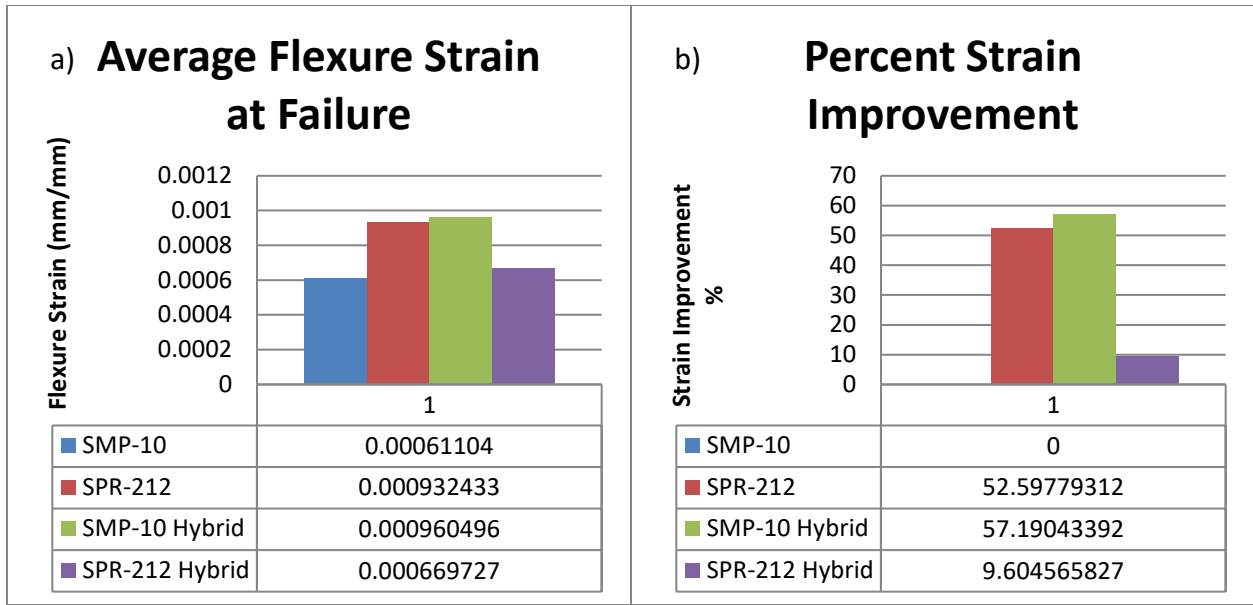 a) Average Flexure Strain
at Failure
Flexure Strain (mm/mm)
0.0012
0.001
0.0008
0.0006
0.0004
0.0002
0
1
SMP-10 0.00061104
SPR-212 0.000932433
SMP-10 Hybrid 0.000960496
SPR-212 Hybrid 0.000669727
b) Percent Strain
Improvement
Strain Improvement
%
70
60
50
40
30
20
10
0
1
SMP-10 0
SPR-212 52.59779312
SMP-10 Hybrid 57.19043392
SPR-212 Hybrid 9.604565827